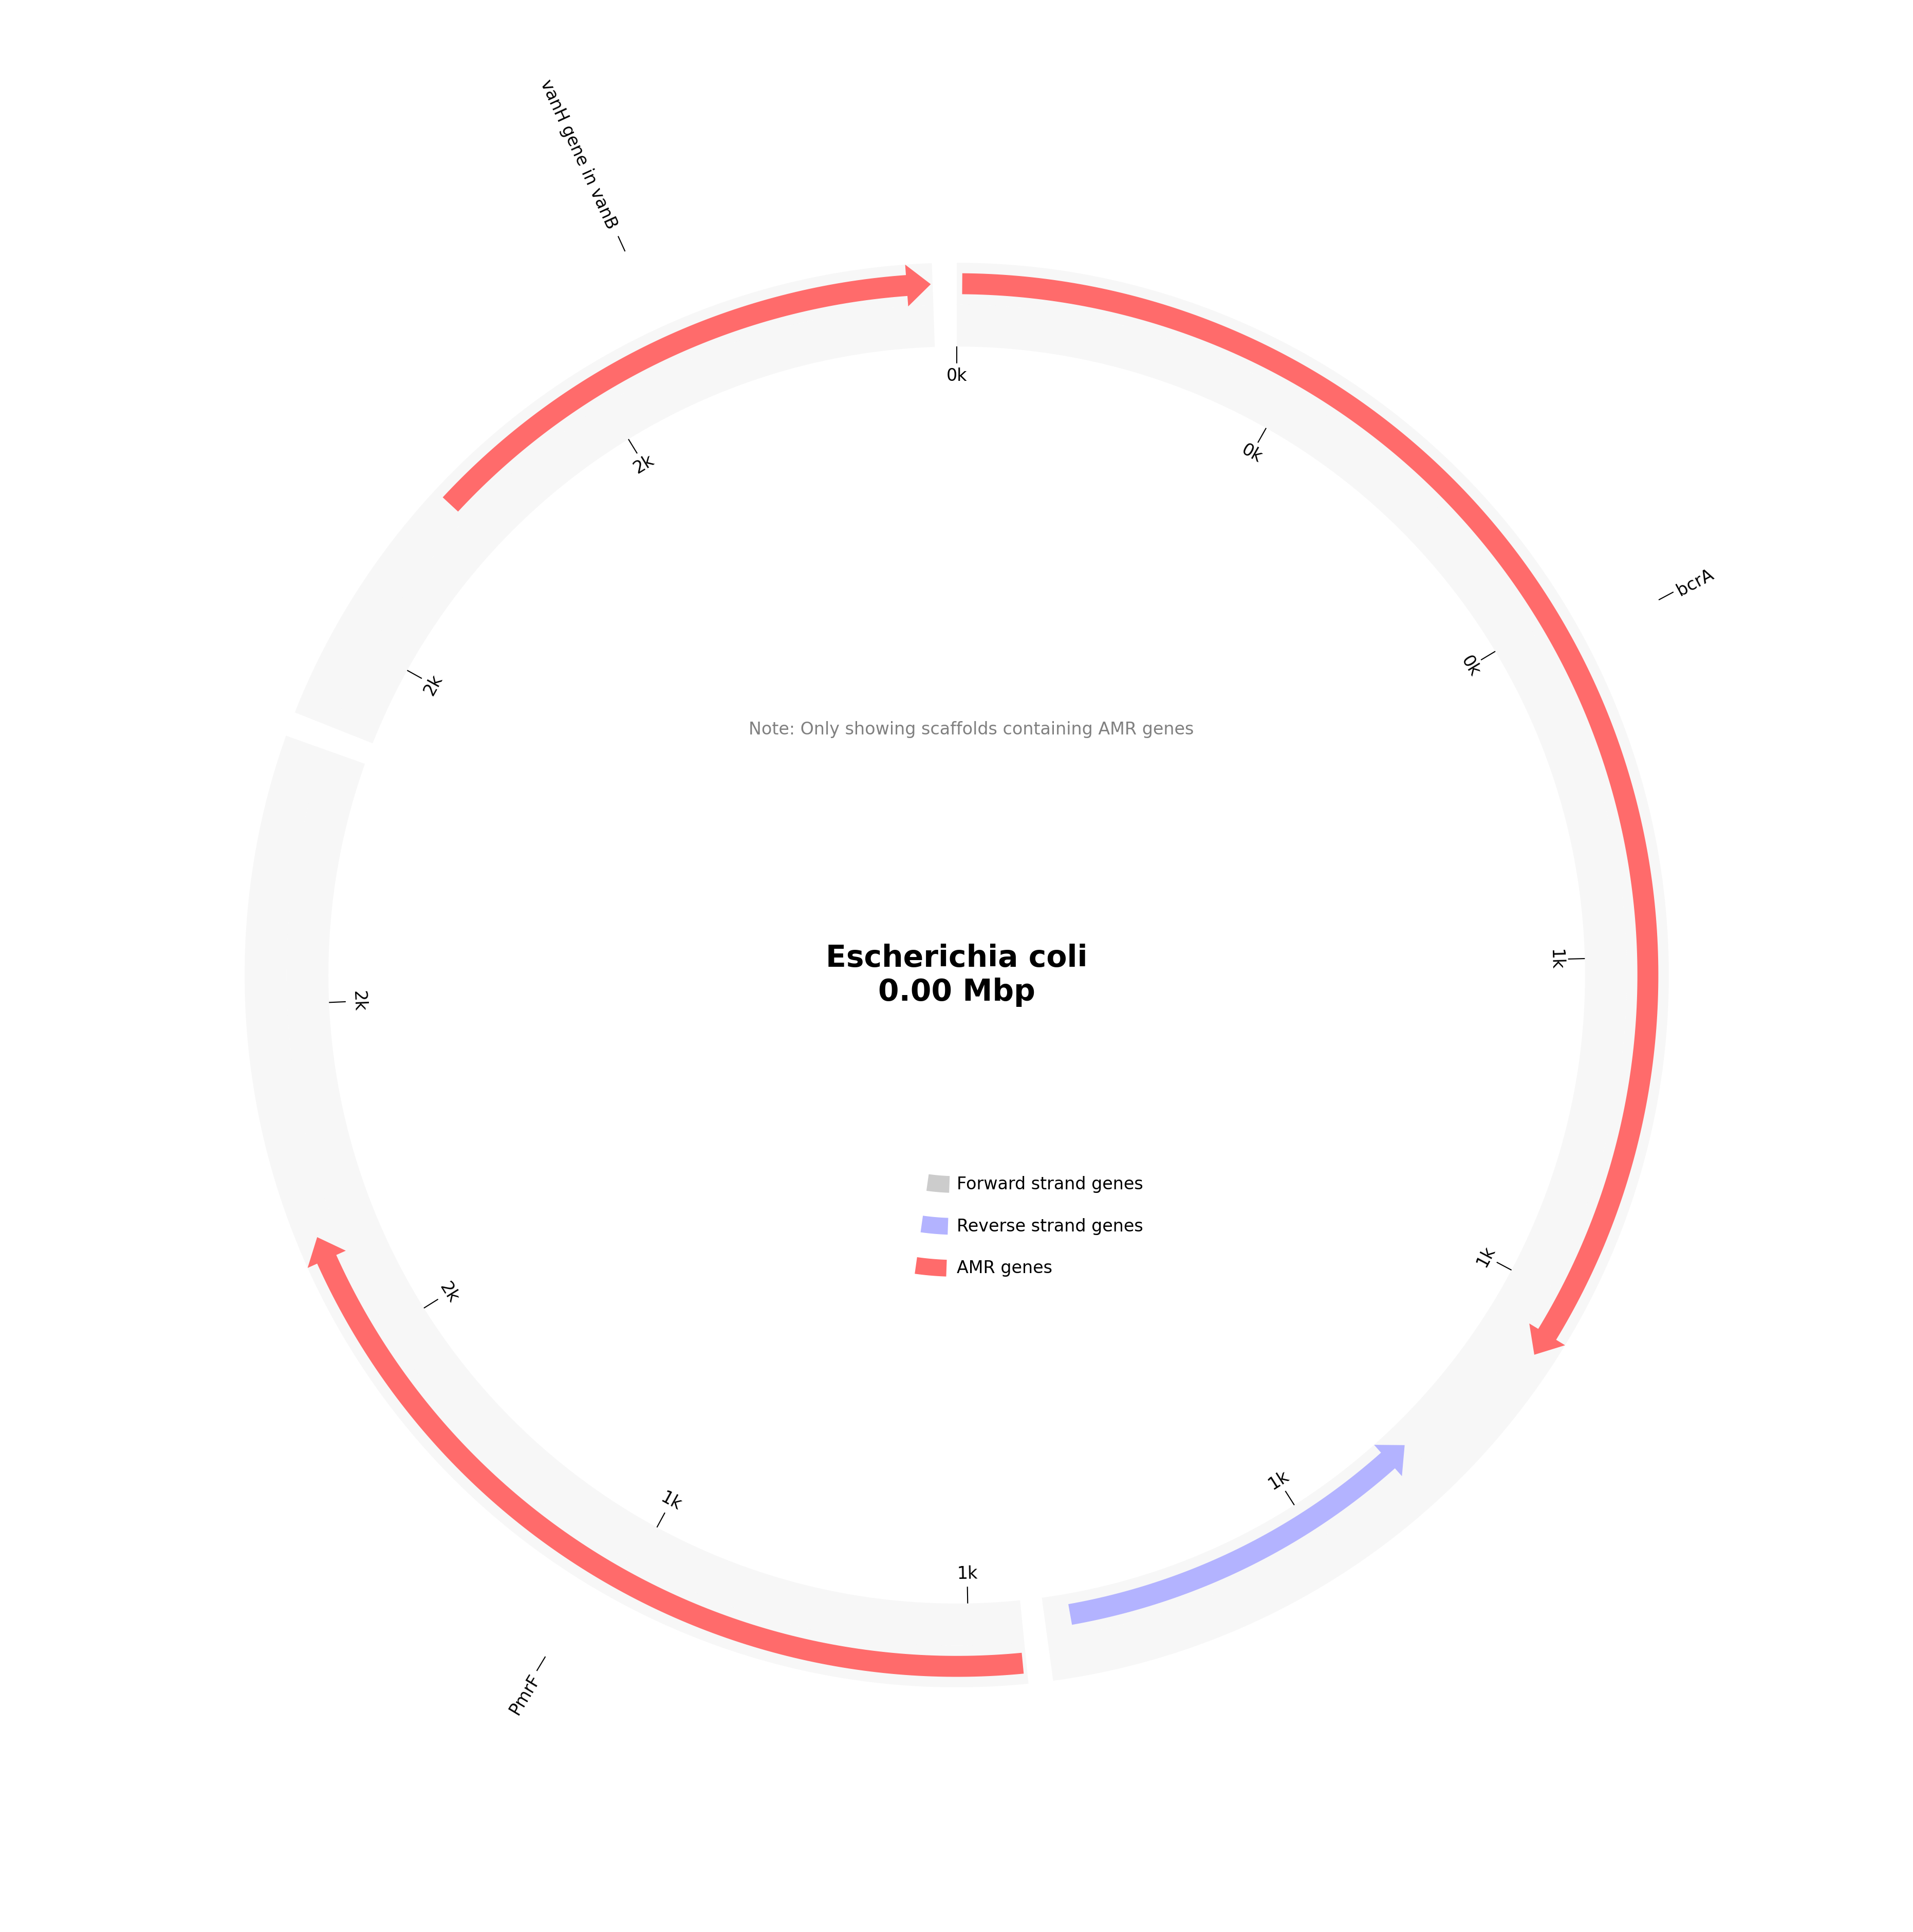 vanH gene in vanB
0k
0k
2k
bcrA
0k
2k
Note: Only showing scaffolds containing AMR genes
Escherichia coli
0.00 Mbp
1k
2k
Forward strand genes
Reverse strand genes
AMR genes
1k
2k
1k
1k
1k
PmrF